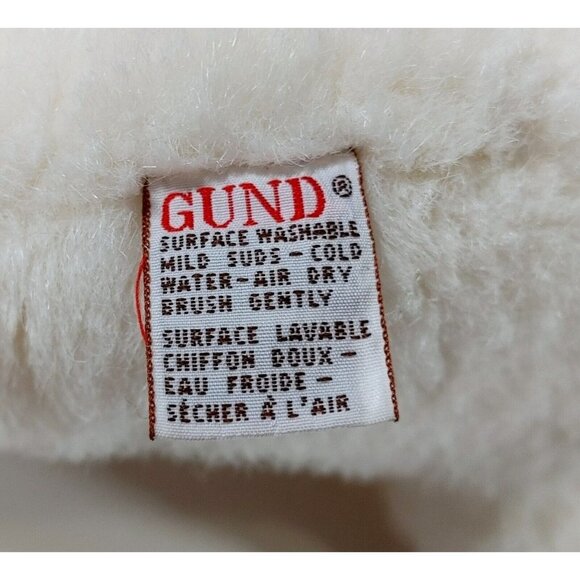 GUND®
SURFACE WASHABLE
MILD SUDS - COLD
WATER-AIR DRY
BRUSH GENTLY
SURFACE LAVABLE
CHIFFON DOUX -
EAU FROIDE -
SÉCHER À L'AIR